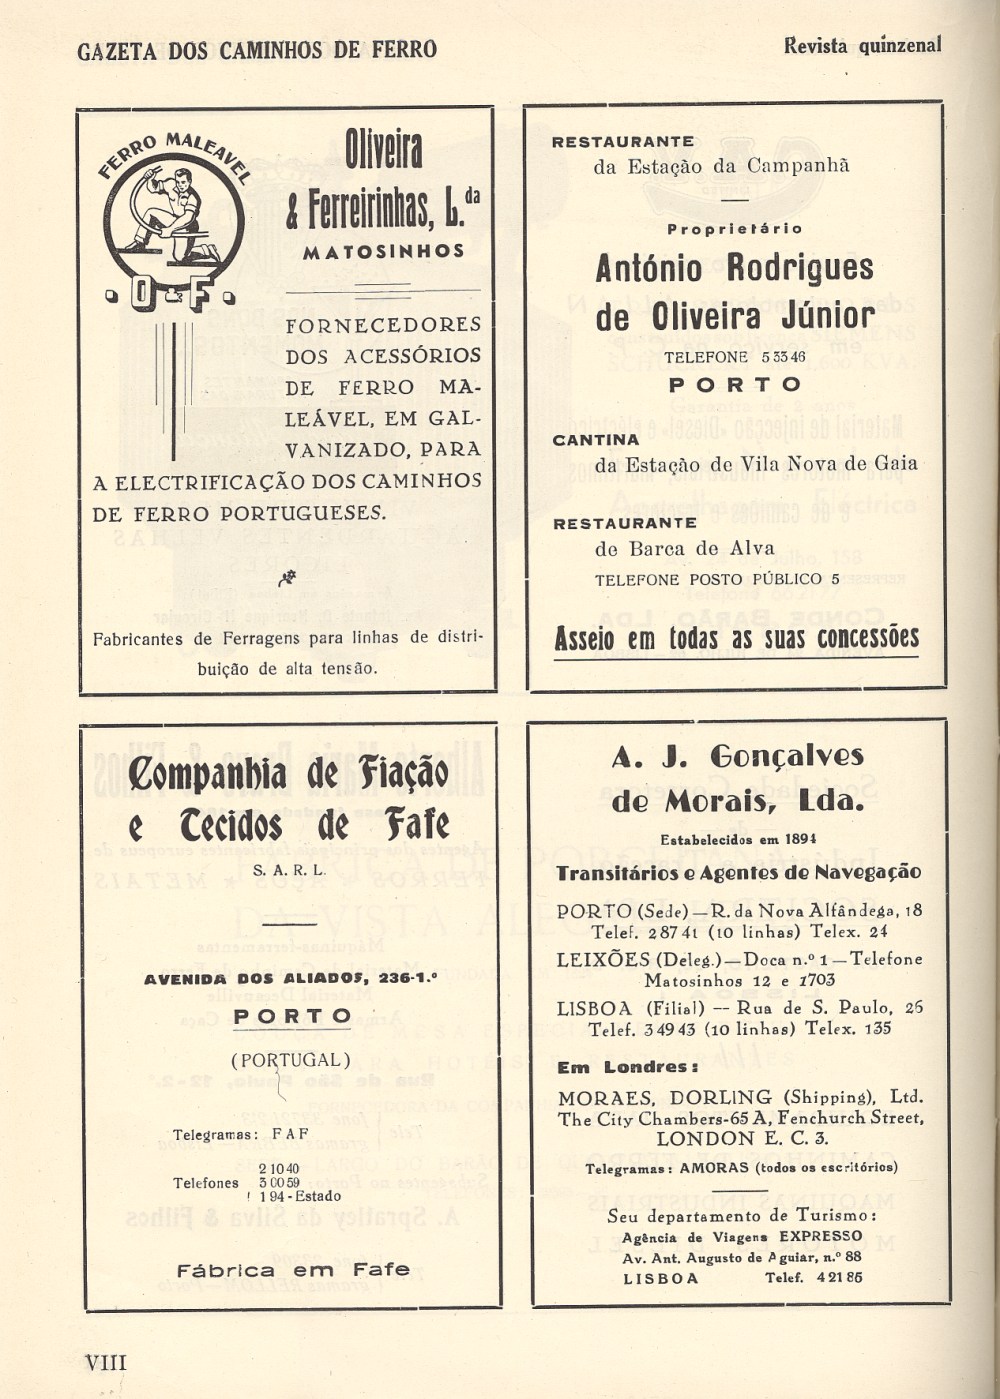 GAZETA DOS CAMINHOS DE FERRO
Revista quinzenal
FERRO MALEAVEL
O & F
Oliveira
& Ferreirinhas, L.da
MATOSINHOS
FORNECEDORES
DOS ACESSÓRIOS
DE FERRO MA-
LEÁVEL, EM GAL-
VANIZADO, PARA
A ELECTRIFICAÇÃO DOS CAMINHOS
DE FERRO PORTUGUESES.
Fabricantes de Ferragens para linhas de distri-
buição de alta tensão.
RESTAURANTE
da Estação da Campanhã
Proprietário
António Rodrigues
de Oliveira Júnior
TELEFONE 53346
PORTO
CANTINA
da Estação de Vila Nova de Gaia
RESTAURANTE
de Barca de Alva
TELEFONE POSTO PÚBLICO 5
Asseio em todas as suas concessões
Companhia de Fiação
e Tecidos de Fafe
S. A. R. L.
AVENIDA DOS ALIADOS, 236-1.º
PORTO
(PORTUGAL)
Telegramas: FAF
21040
Telefones 30059
194-Estado
Fábrica em Fafe
A. J. Gonçalves
de Morais, Lda.
Estabelecidos em 1894
Transitários e Agentes de Navegação
PORTO (Sede)—R. da Nova Alfândega, 18
Telef. 28741 (10 linhas) Telex. 24
LEIXÕES (Deleg.)—Doca n.º 1—Telefone
Matosinhos 12 e 1703
LISBOA (Filial) — Rua de S. Paulo, 26
Telef. 34943 (10 linhas) Telex. 135
Em Londres:
MORAES, DORLING (Shipping), Ltd.
The City Chambers-65 A, Fenchurch Street,
LONDON E. C. 3.
Telegramas: AMORAS (todos os escritórios)
Seu departamento de Turismo:
Agência de Viagens EXPRESSO
Av. Ant. Augusto de Aguiar, n.º 88
LISBOA Telef. 42186
VIII